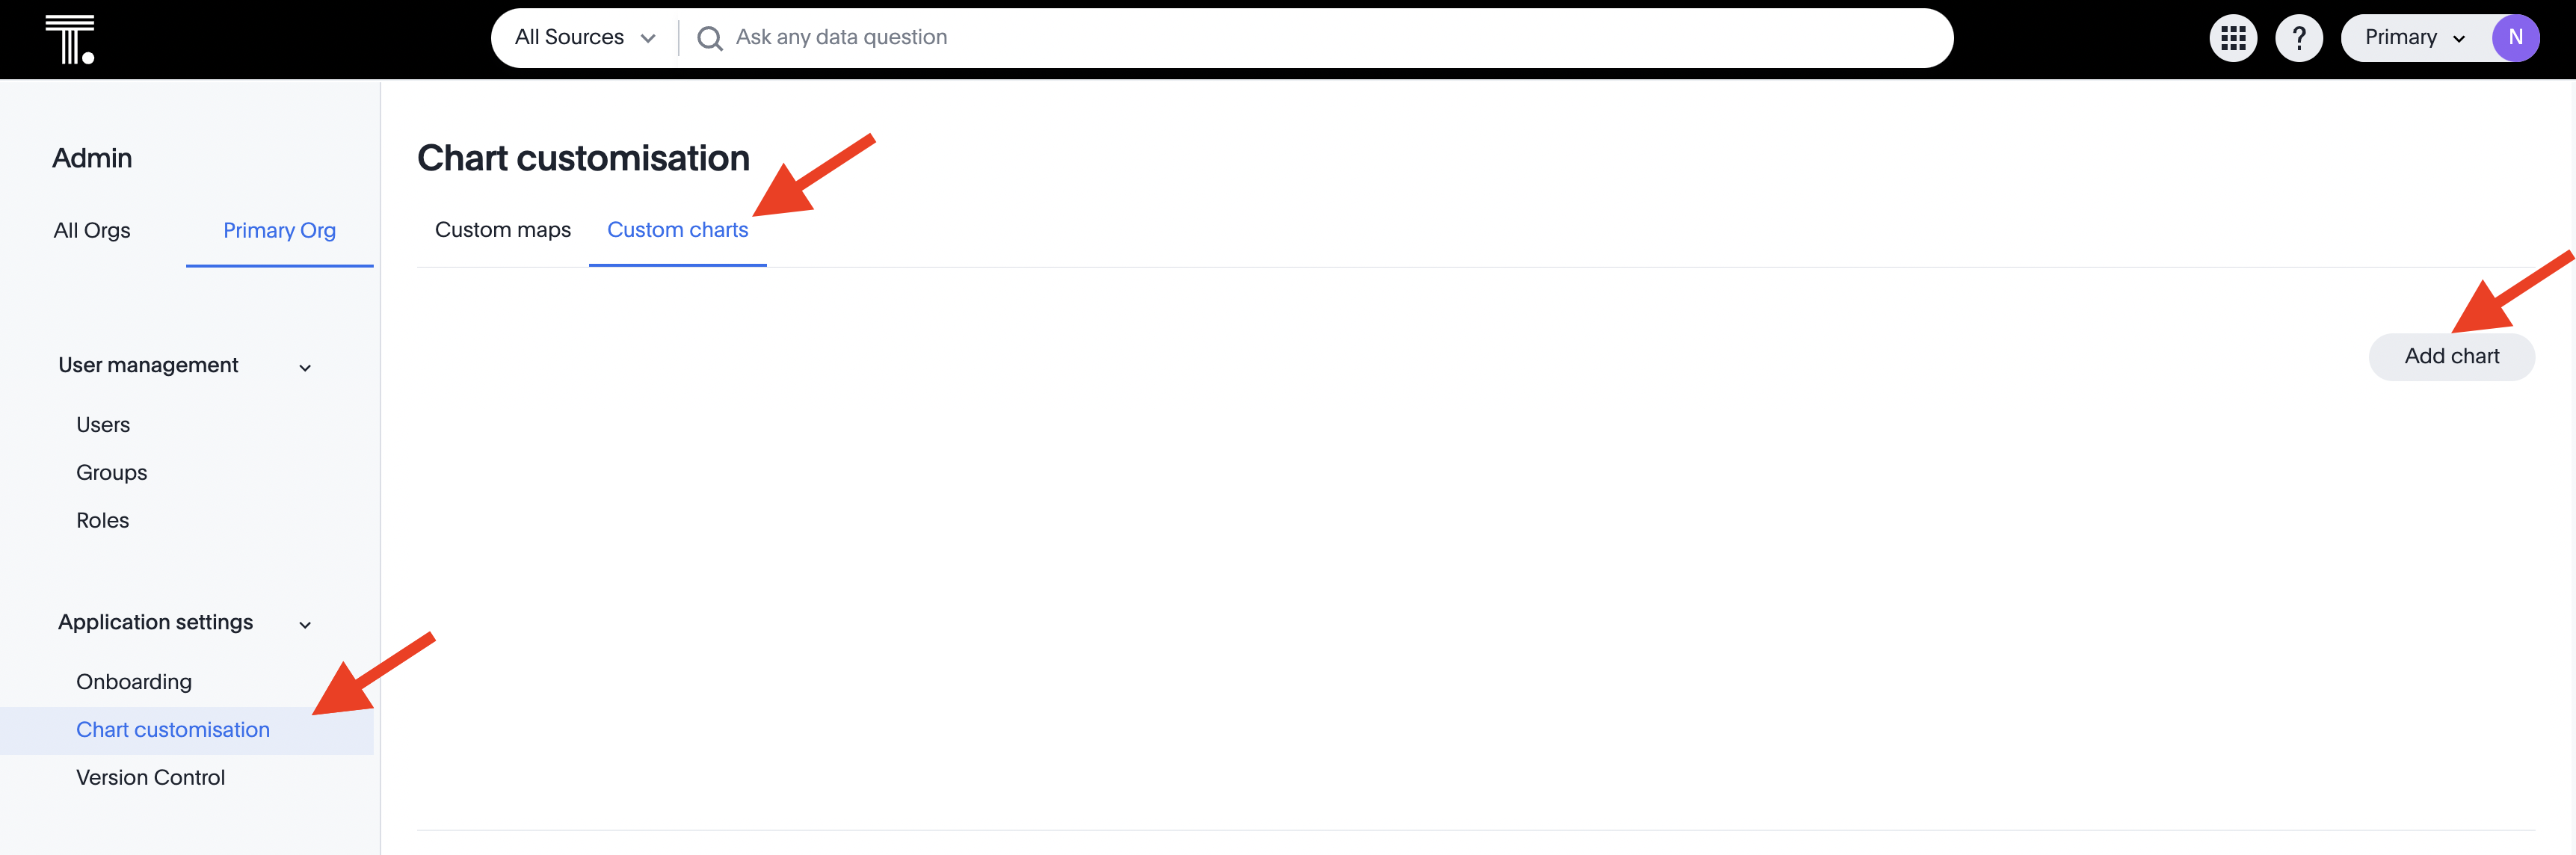 T.
All Sources
Ask any data question
?
Primary
N
Admin
All Orgs
Primary Org
User management
Users
Groups
Roles
Application settings
Onboarding
Chart customisation
Version Control
Chart customisation
Custom maps
Custom charts
Add chart